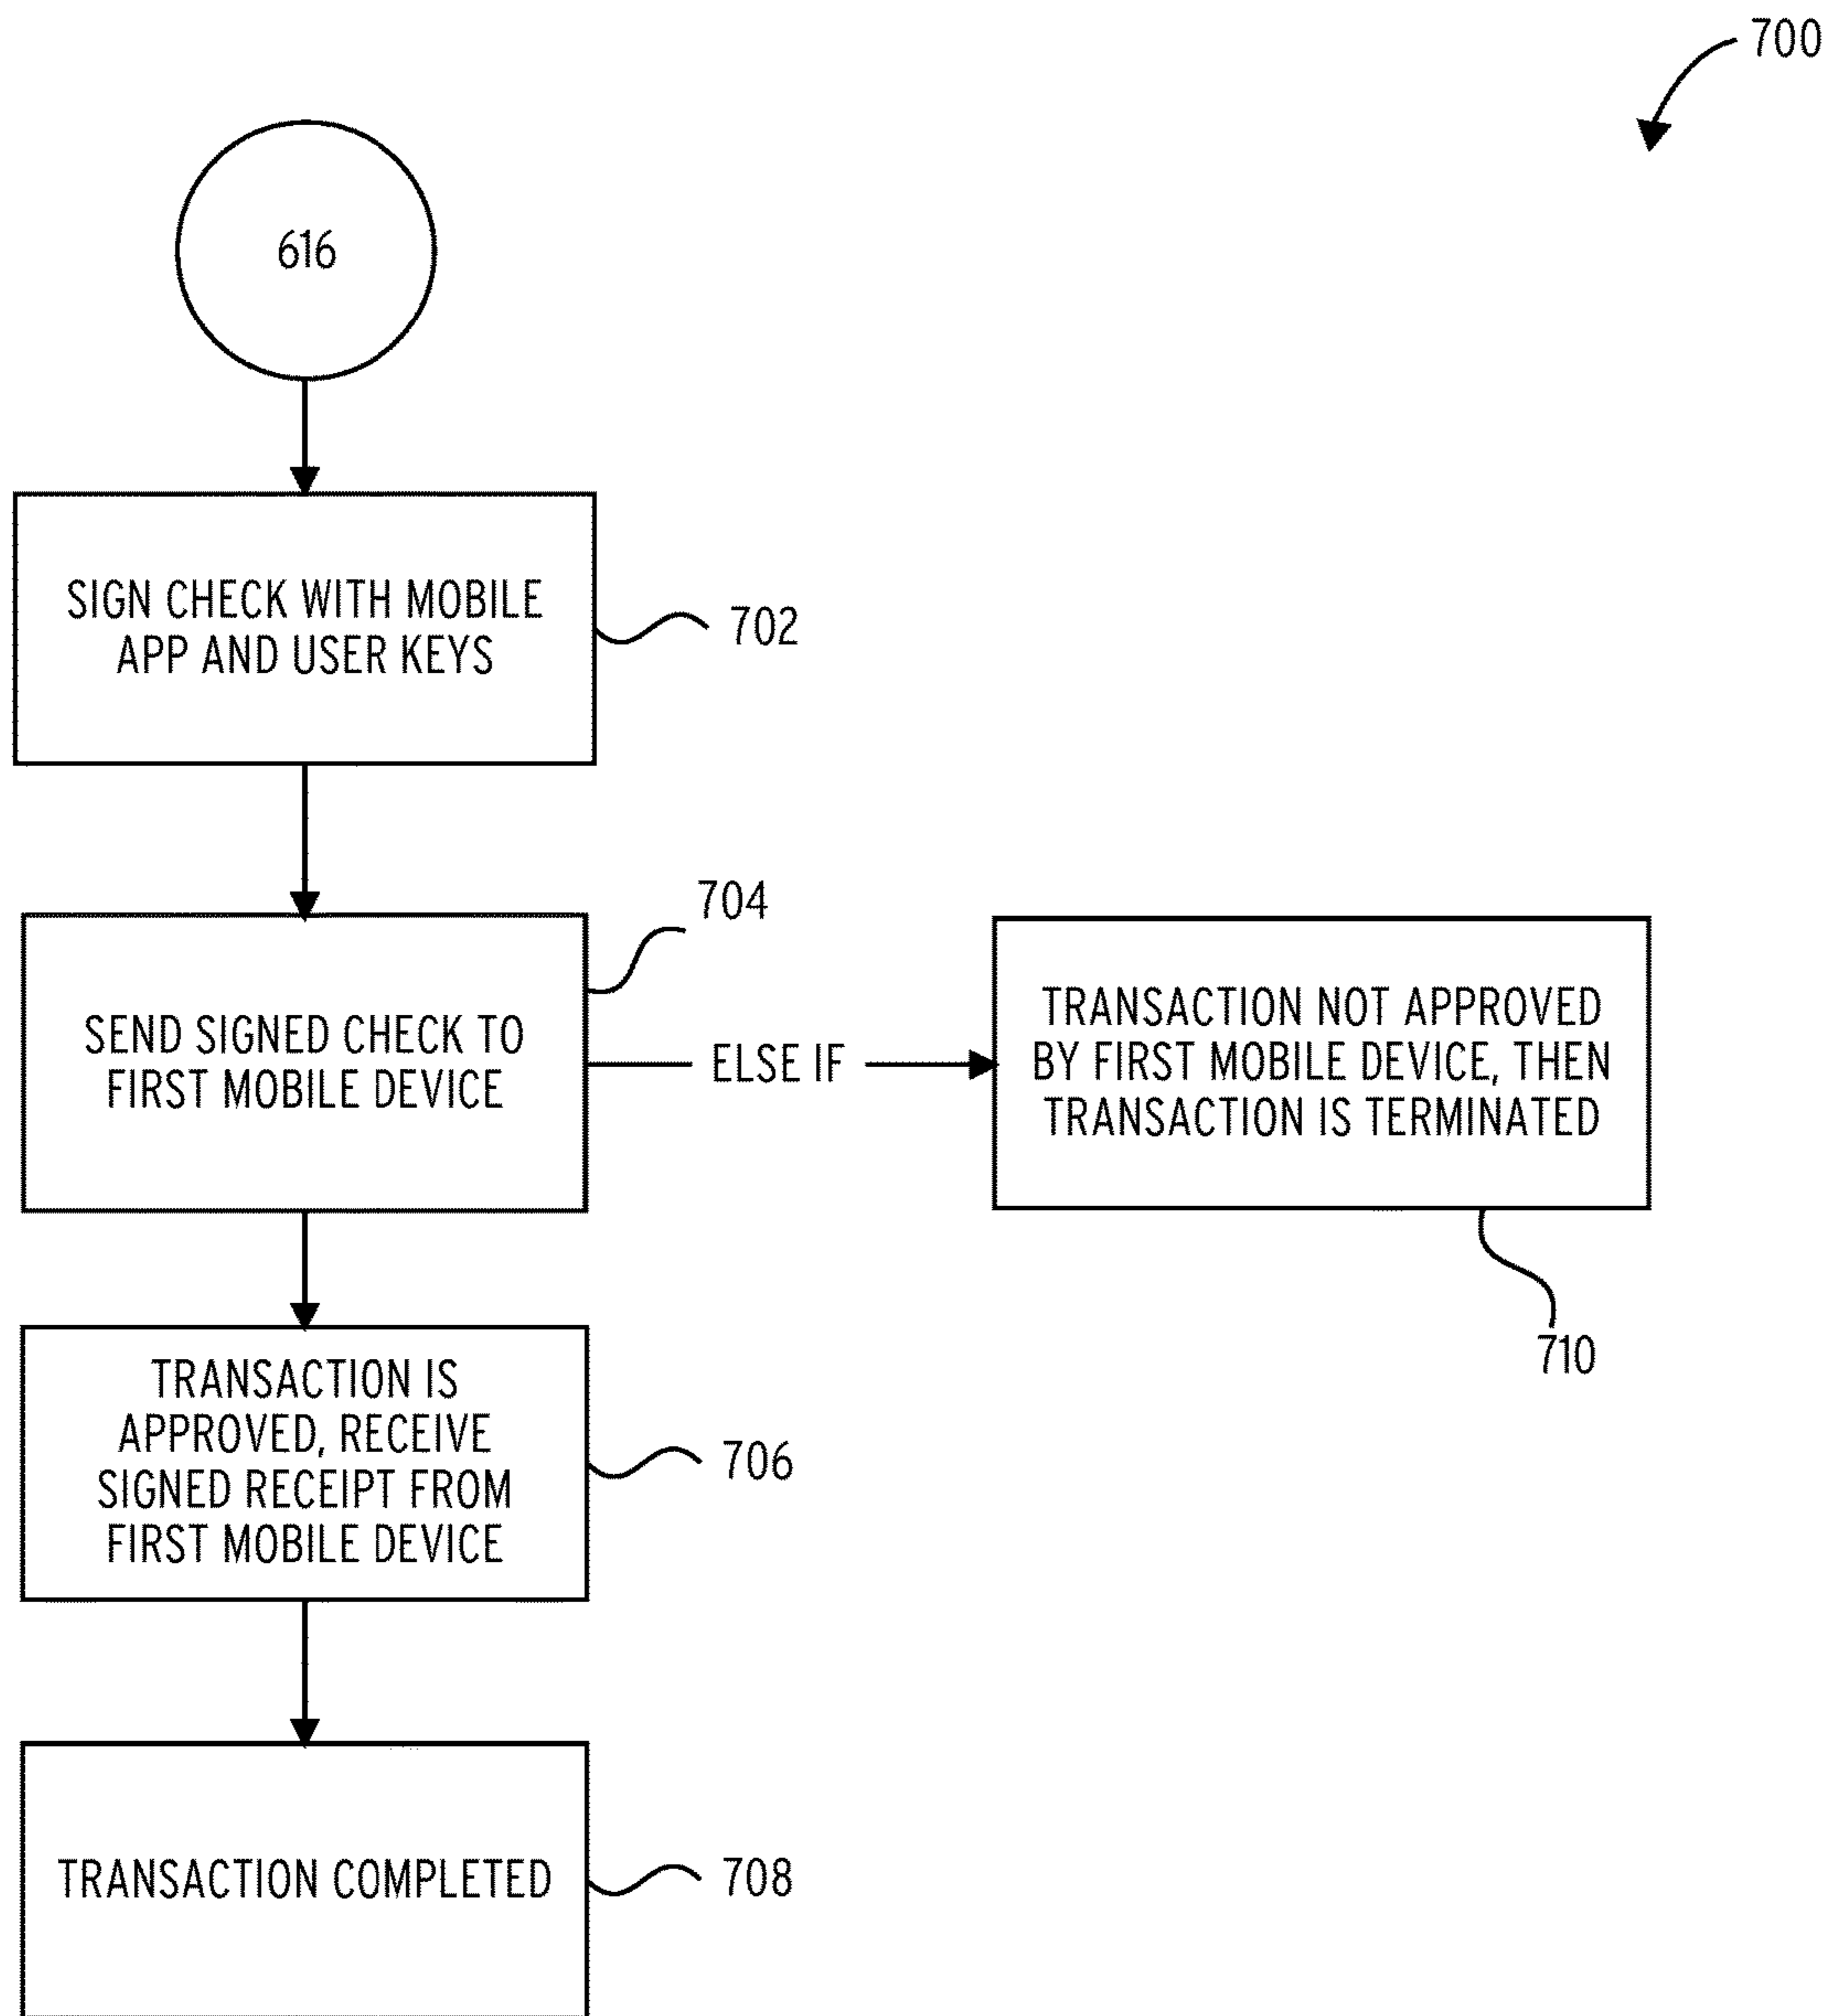 700
616
SIGN CHECK WITH MOBILE
APP AND USER KEYS
702
704
SEND SIGNED CHECK TO
FIRST MOBILE DEVICE
ELSE IF
TRANSACTION NOT APPROVED
BY FIRST MOBILE DEVICE, THEN
TRANSACTION IS TERMINATED
710
TRANSACTION IS
APPROVED, RECEIVE
SIGNED RECEIPT FROM
FIRST MOBILE DEVICE
706
TRANSACTION COMPLETED
708